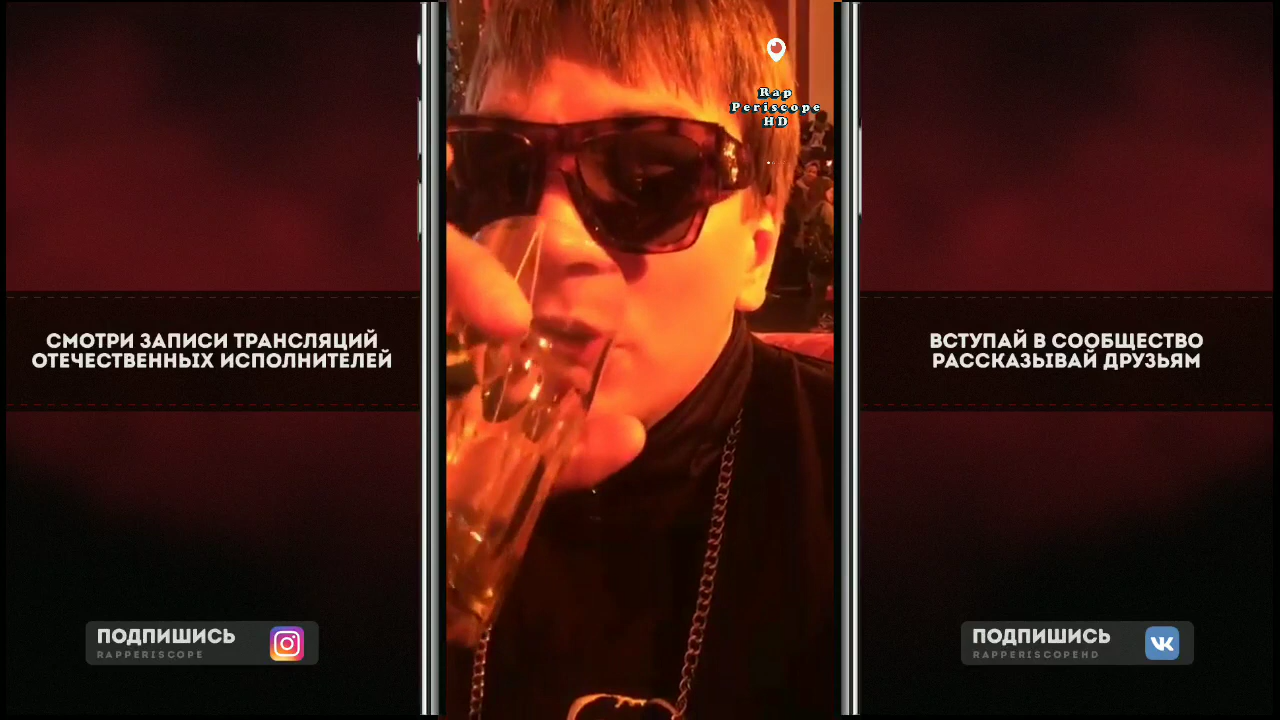 Rap
Periscope
HD
СМОТРИ ЗАПИСИ ТРАНСЛЯЦИЙ
ОТЕЧЕСТВЕННЫХ ИСПОЛНИТЕЛЕЙ
ВСТУПАЙ В СООБЩЕСТВО
РАССКАЗЫВАЙ ДРУЗЬЯМ
ПОДПИШИСЬ
RAPPERISCOPE
ПОДПИШИСЬ
RAPPERISCOPEHD